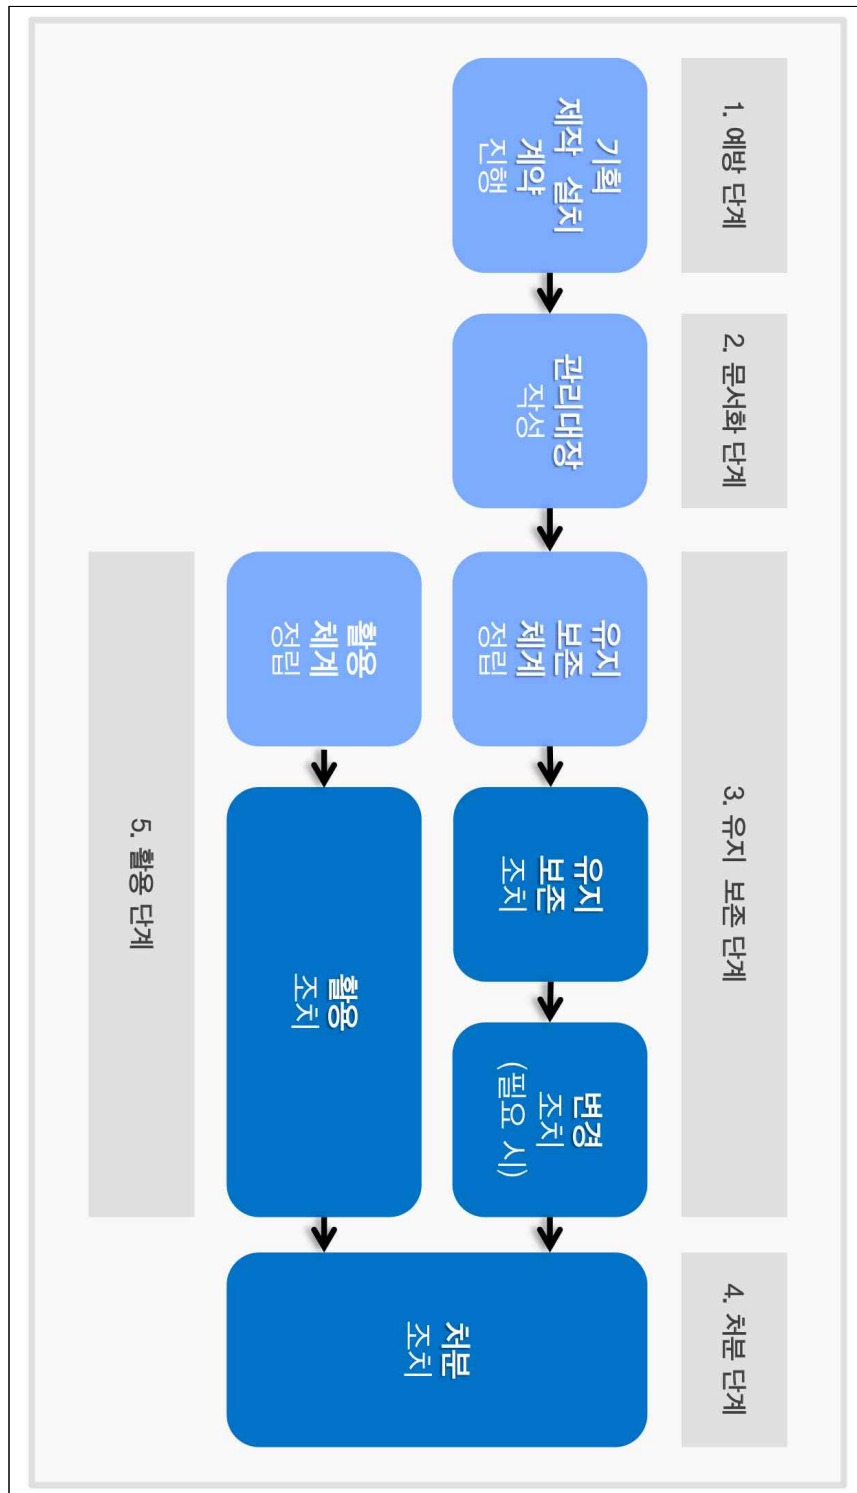 1. 예방 단계
2. 문서화 단계
3. 유지 보존 단계
4. 처분 단계
기획
제작 설치
계약
진행
관리대장
작성
유지
보존
체계
정립
유지
보존
조치
변경
조치
(필요 시)
처분
조치
활용
체계
정립
활용
조치
5. 활용 단계